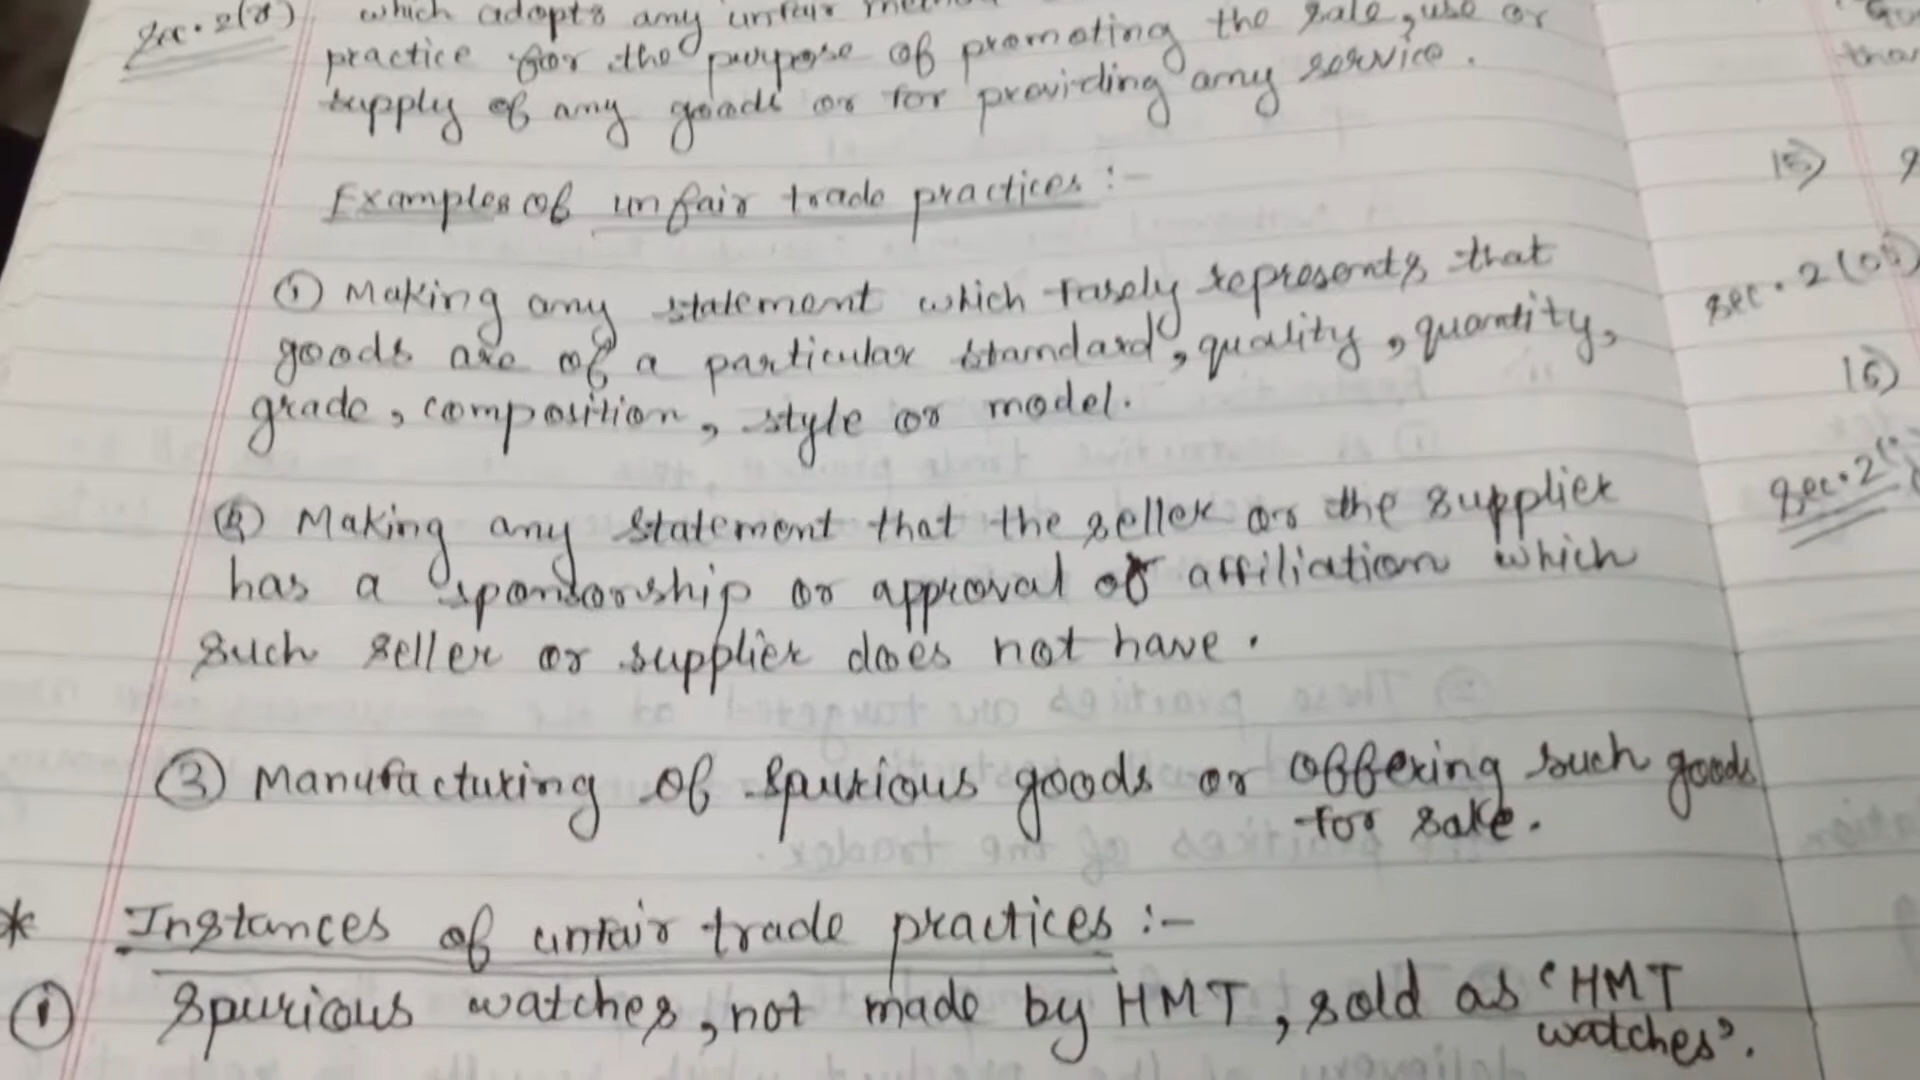 Sec. 2(r) which adopts any unfair
practice for the purpose of promoting the sale, use or
supply of any goods or for providing any service.
Examples of unfair trade practices :-
① Making any statement which falsely represents that
goods are of a particular standard, quality, quantity,
grade, composition, style or model.
② Making any statement that the seller or the supplier
has a sponsorship or approval or affiliation which
such seller or supplier does not have.
③ Manufacturing of spurious goods or offering such goods
for sake.
* Instances of unfair trade practices :-
① Spurious watches, not made by HMT, sold as 'HMT
watches'.
15)
Sec. 2(oo)
16)
Sec. 2(